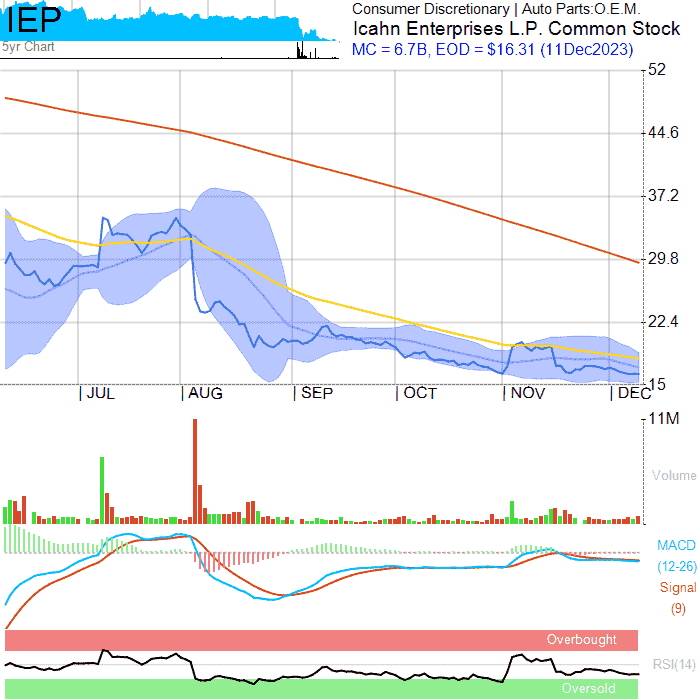 IEP
5yr Chart
Consumer Discretionary | Auto Parts:O.E.M.
Icahn Enterprises L.P. Common Stock
MC = 6.7B, EOD = $16.31 (11Dec2023)
52
44.6
37.2
29.8
22.4
15
JUL AUG SEP OCT NOV DEC
11M
Volume
MACD
(12-26)
Signal
(9)
Overbought
RSI(14)
Oversold